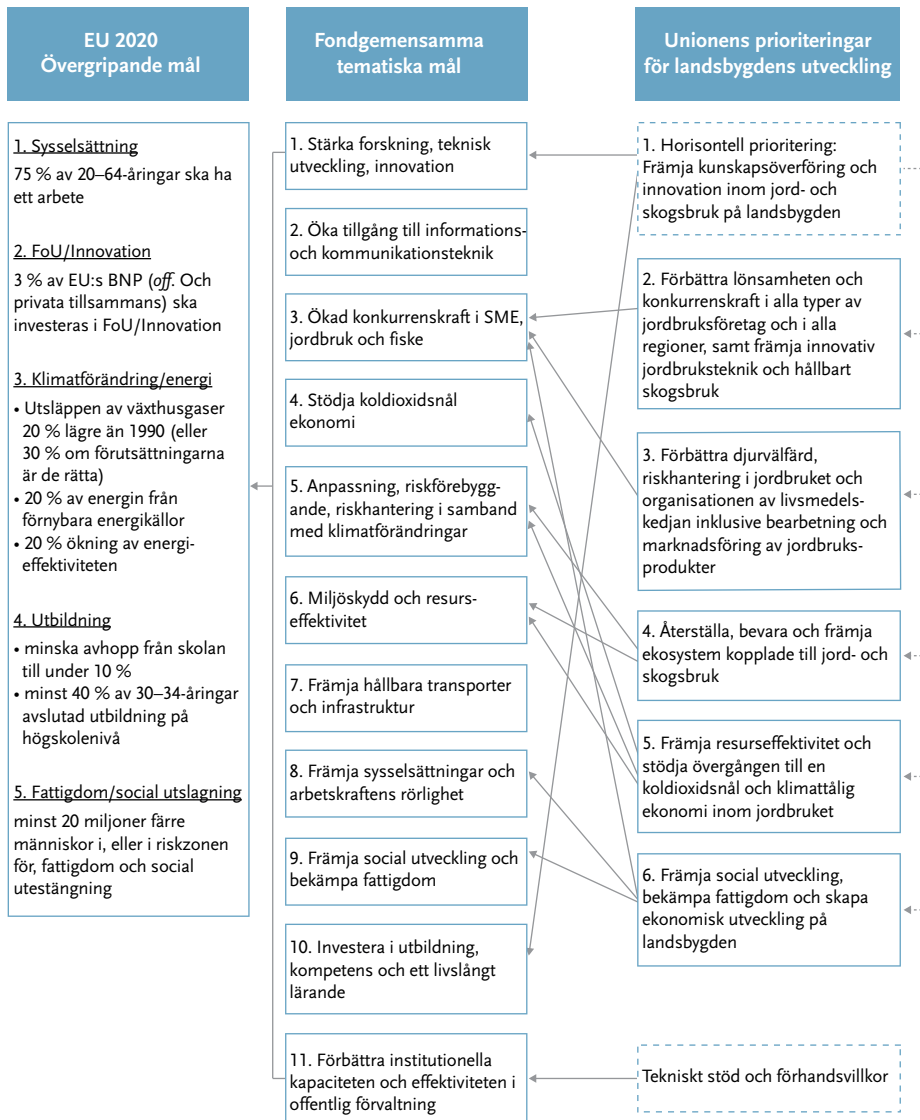 EU 2020
Övergripande mål
1. Sysselsättning
75 % av 20–64-åringar ska ha
ett arbete
2. FoU/Innovation
3 % av EU:s BNP (off. Och
privata tillsammans) ska
investeras i FoU/Innovation
3. Klimatförändring/energi
• Utsläppen av växthusgaser
20 % lägre än 1990 (eller
30 % om förutsättningarna
är de rätta)
• 20 % av energin från
förnybara energikällor
• 20 % ökning av energi-
effektiviteten
4. Utbildning
• minska avhopp från skolan
till under 10 %
• minst 40 % av 30–34-åringar
avslutad utbildning på
högskolenivå
5. Fattigdom/social utslagning
minst 20 miljoner färre
människor i, eller i riskzonen
för, fattigdom och social
utestängning
Fondgemensamma
tematiska mål
1. Stärka forskning, teknisk
utveckling, innovation
2. Öka tillgång till informations-
och kommunikationsteknik
3. Ökad konkurrenskraft i SME,
jordbruk och fiske
4. Stödja koldioxidsnål
ekonomi
5. Anpassning, riskförebygg-
ande, riskhantering i samband
med klimatförändringar
6. Miljöskydd och resurs-
effektivitet
7. Främja hållbara transporter
och infrastruktur
8. Främja sysselsättningar och
arbetskraftens rörlighet
9. Främja social utveckling och
bekämpa fattigdom
10. Investera i utbildning,
kompetens och ett livslångt
lärande
11. Förbättra institutionella
kapaciteten och effektiviteten i
offentlig förvaltning
Unionens prioriteringar
för landsbygdens utveckling
1. Horisontell prioritering:
Främja kunskapsöverföring och
innovation inom jord- och
skogsbruk på landsbygden
2. Förbättra lönsamheten och
konkurrenskraft i alla typer av
jordbruksföretag och i alla
regioner, samt främja innovativ
jordbruksteknik och hållbart
skogsbruk
3. Förbättra djurvälfärd,
riskhantering i jordbruket och
organisationen av livsmedels-
kedjan inklusive bearbetning och
marknadsföring av jordbruks-
produkter
4. Återställa, bevara och främja
ekosystem kopplade till jord- och
skogsbruk
5. Främja resurseffektivitet och
stödja övergången till en
koldioxidsnål och klimattålig
ekonomi inom jordbruket
6. Främja social utveckling,
bekämpa fattigdom och skapa
ekonomisk utveckling på
landsbygden
Tekniskt stöd och förhandsvillkor